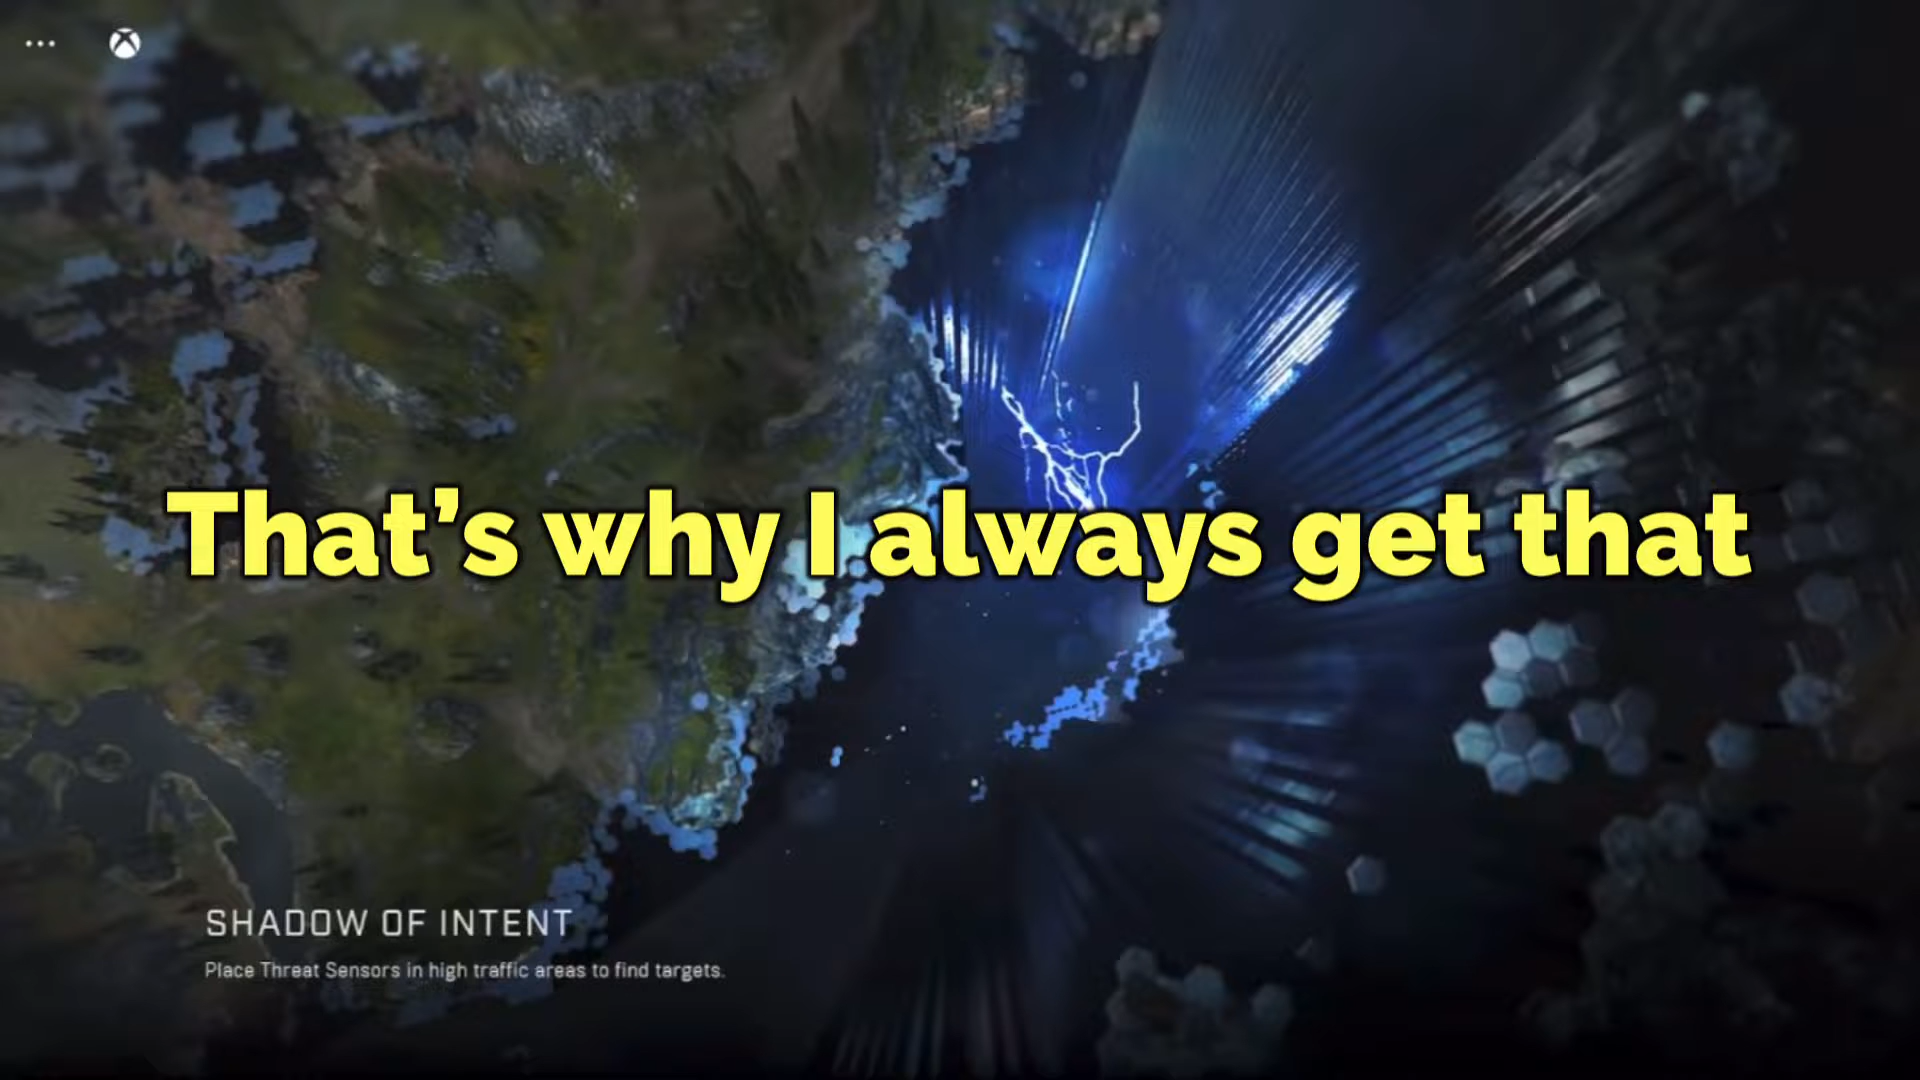 That's why I always get that
SHADOW OF INTENT
Place Threat Sensors in high traffic areas to find targets.